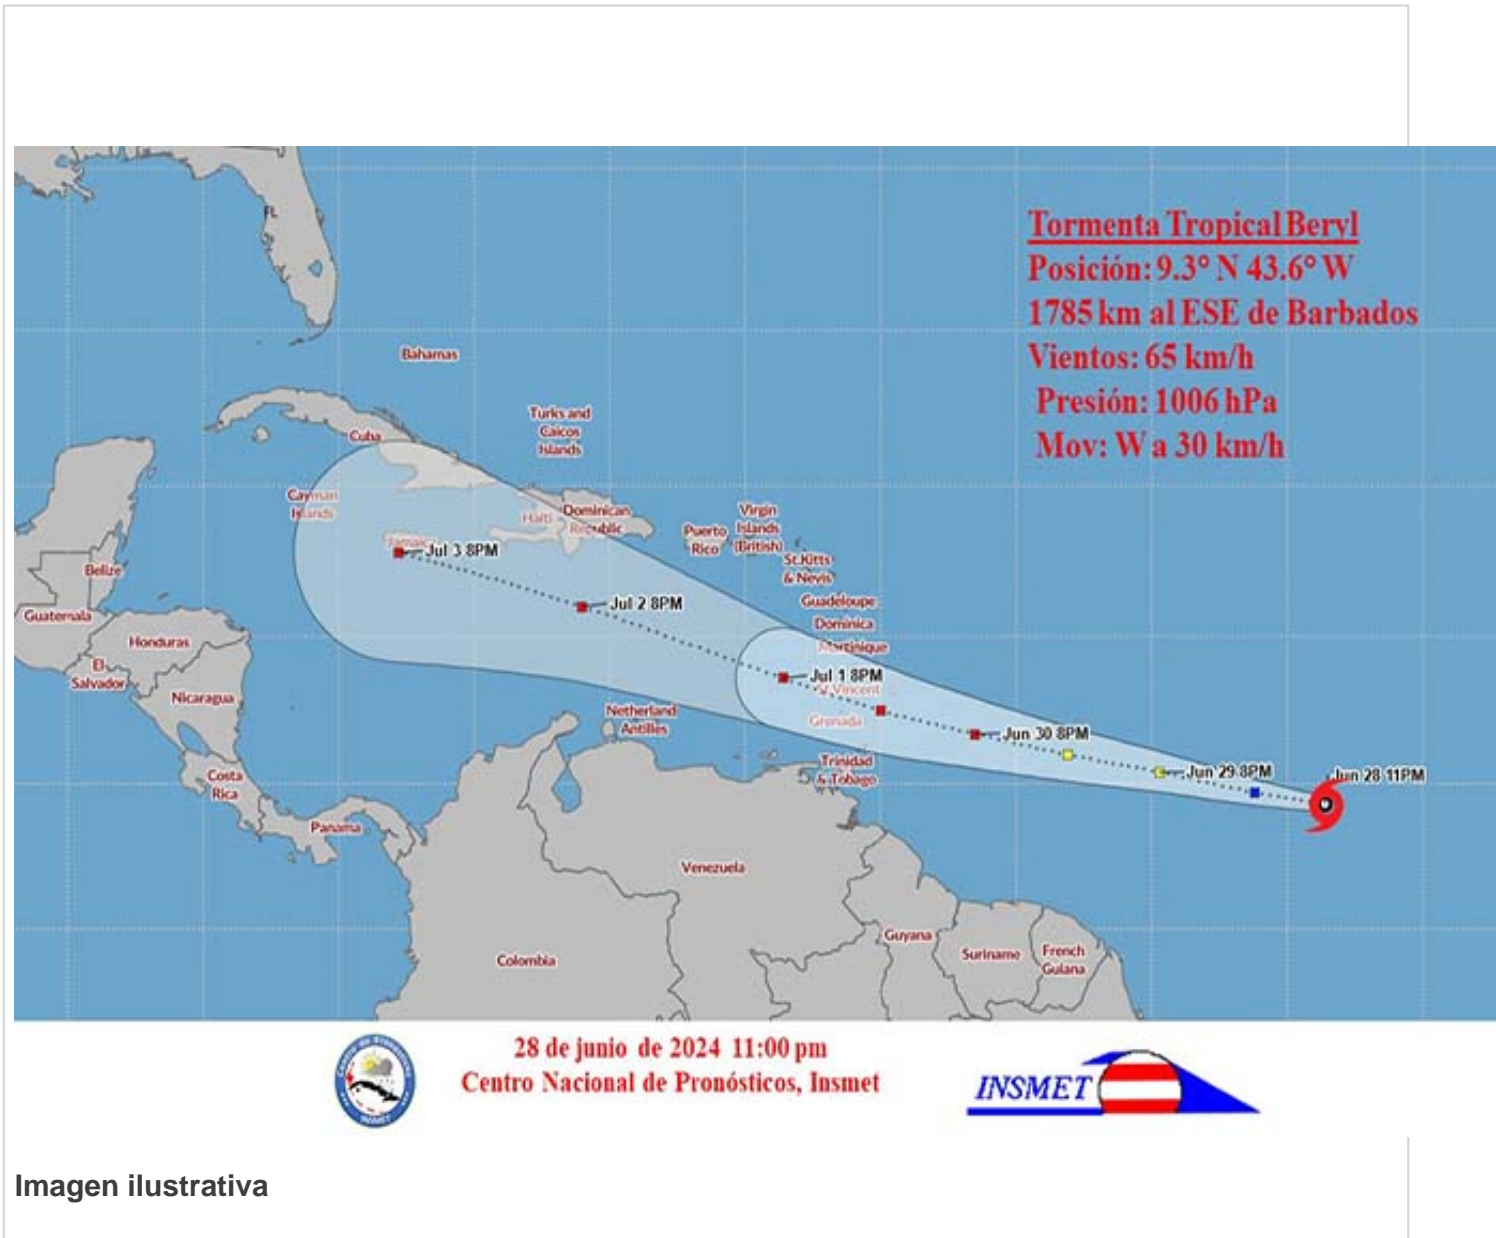 FL
Tormenta Tropical Beryl
Posición: 9.3° N 43.6° W
1785 km al ESE de Barbados
Vientos: 65 km/h
Presión: 1006 hPa
Mov: W a 30 km/h
Bahamas
Turks and
Caicos
Islands
Cuba
Cayman
Islands
Haiti
Dominican
Republic
Puerto
Rico
Virgin
Islands
(British)
St.Kitts
& Nevis
Jamaica
Jul 3 8PM
Belize
Guadeloupe
Jul 2 8PM
Guatemala
Dominica
Honduras
Martinique
El
Salvador
Jul 1 8PM
St.Vincent
Nicaragua
Netherland
Antilles
Grenada
Jun 30 8PM
Trinidad
& Tobago
Jun 29 8PM
Jun 28 11PM
Costa
Rica
Panama
Venezuela
Guyana
Suriname
French
Guiana
Colombia
28 de junio de 2024 11:00 pm
Centro Nacional de Pronósticos, Insmet
Centro de Pronósticos
INSMET
INSMET
Imagen ilustrativa